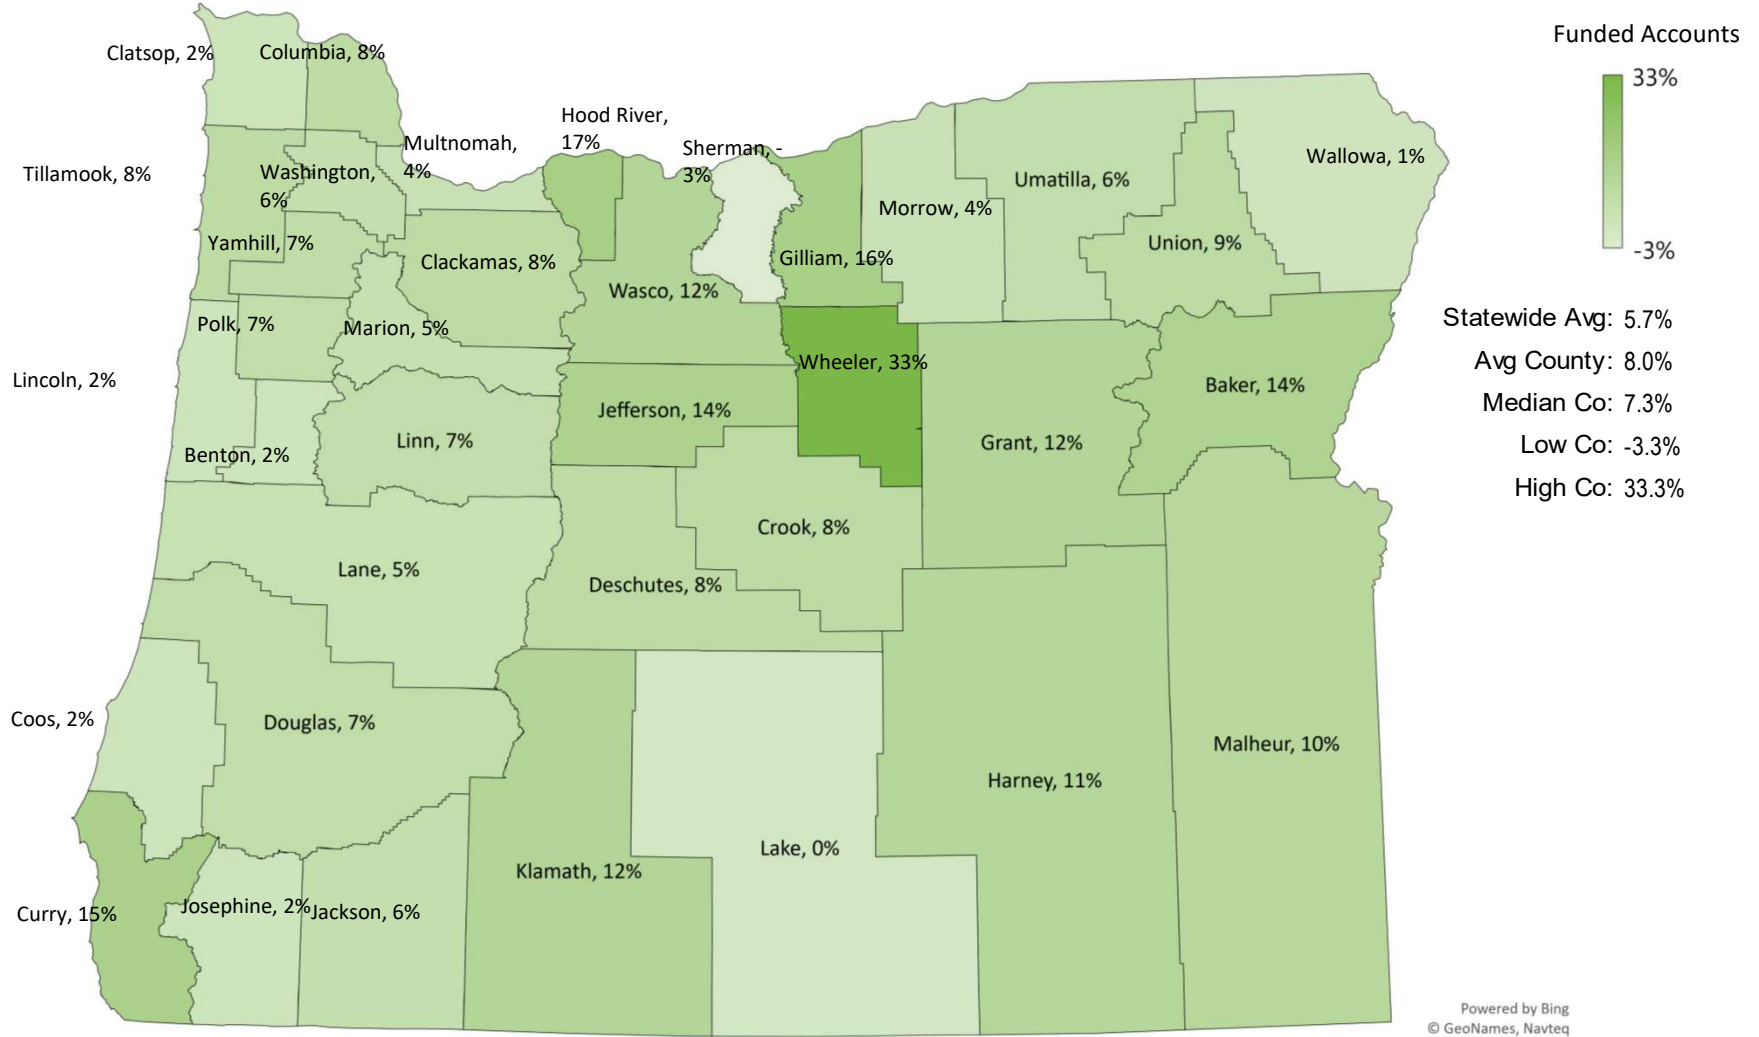 Funded Accounts
33%
-3%
Clatsop, 2%
Columbia, 8%
Hood River,
17%
Multnomah,
4%
Sherman, -
3%
Wallowa, 1%
Tillamook, 8%
Washington,
6%
Umatilla, 6%
Morrow, 4%
Union, 9%
Yamhill, 7%
Clackamas, 8%
Gilliam, 16%
Wasco, 12%
Polk, 7%
Marion, 5%
Wheeler, 33%
Lincoln, 2%
Jefferson, 14%
Baker, 14%
Linn, 7%
Grant, 12%
Benton, 2%
Statewide Avg: 5.7%
Avg County: 8.0%
Median Co: 7.3%
Low Co: -3.3%
High Co: 33.3%
Crook, 8%
Lane, 5%
Deschutes, 8%
Coos, 2%
Douglas, 7%
Malheur, 10%
Harney, 11%
Lake, 0%
Klamath, 12%
Curry, 15%
Josephine, 2%
Jackson, 6%
Powered by Bing
© GeoNames, Navteq